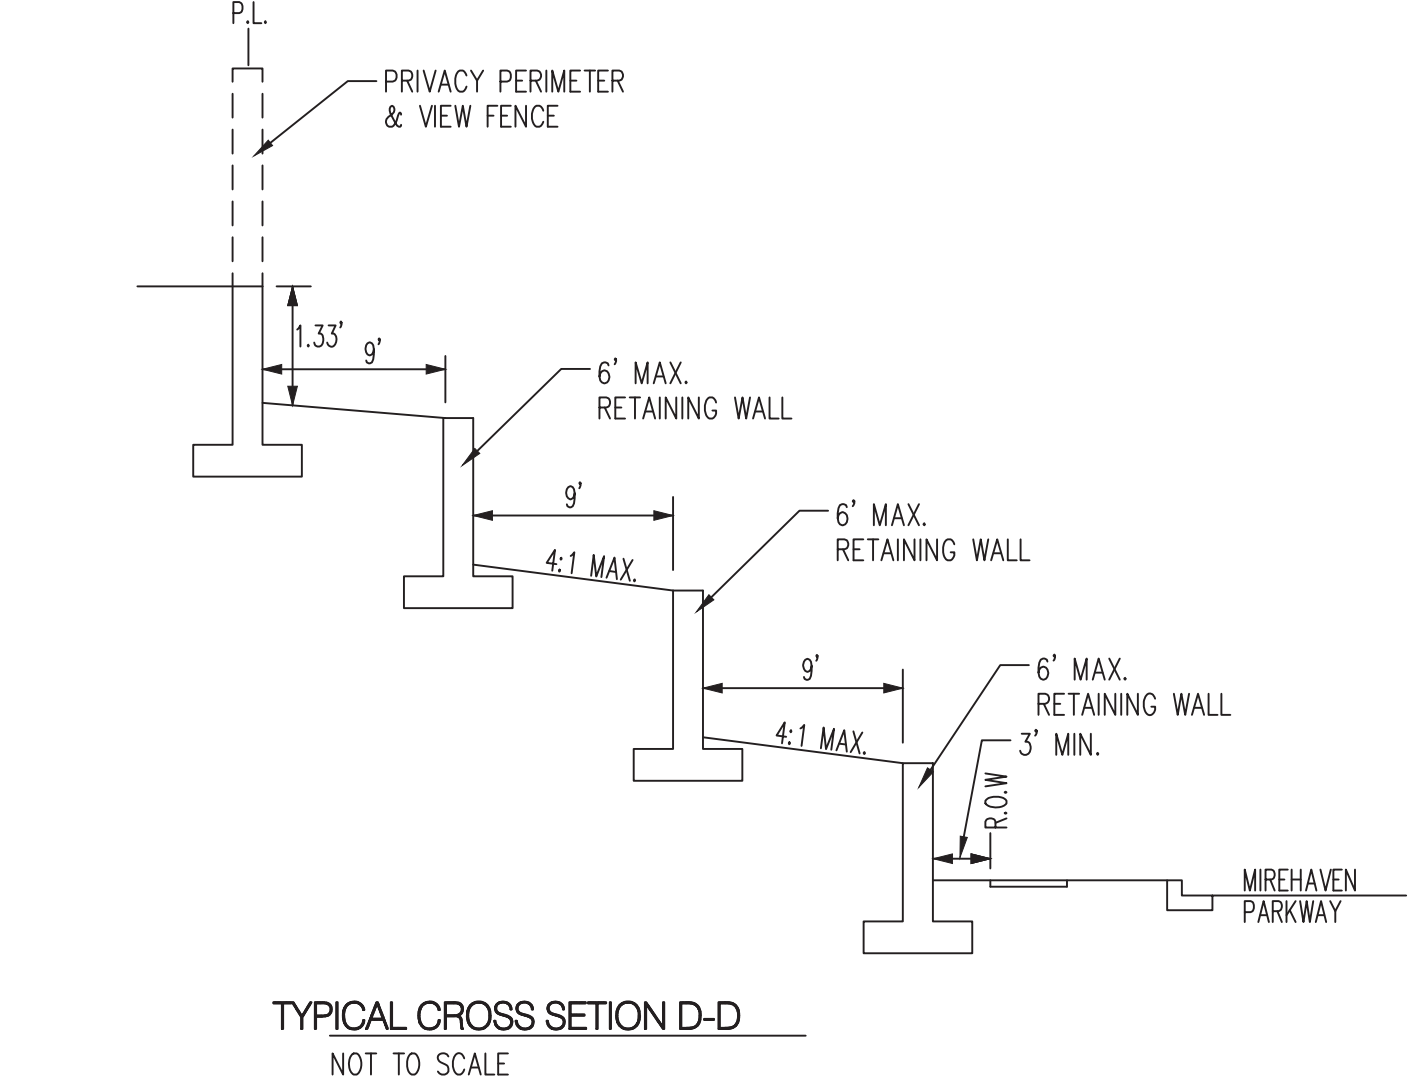 P.L.
PRIVACY PERIMETER
& VIEW FENCE
1.33'
9'
6' MAX.
RETAINING WALL
9'
4:1 MAX.
6' MAX.
RETAINING WALL
9'
4:1 MAX.
6' MAX.
RETAINING WALL
3' MIN.
R.O.W
MIREHAVEN
PARKWAY
TYPICAL CROSS SETION D-D
NOT TO SCALE